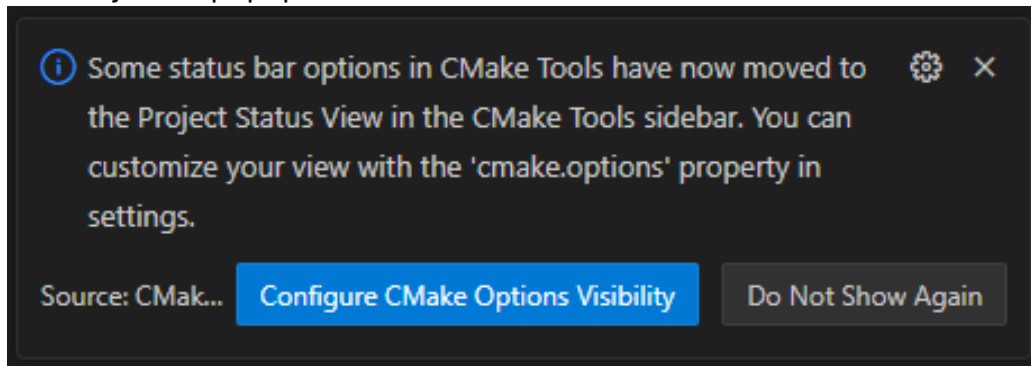 Some status bar options in CMake Tools have now moved to
the Project Status View in the CMake Tools sidebar. You can
customize your view with the 'cmake.options' property in
settings.
Source: CMak... Configure CMake Options Visibility Do Not Show Again